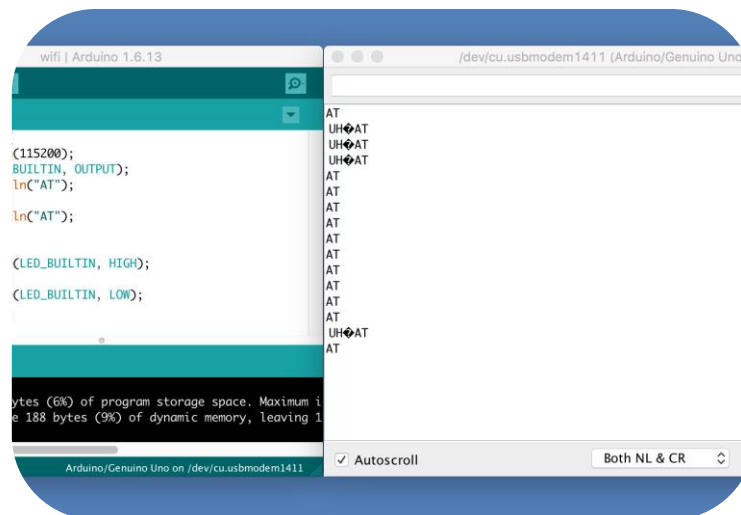 wifi | Arduino 1.6.13
(115200);
BUILTIN, OUTPUT);
ln("AT");
ln("AT");
(LED_BUILTIN, HIGH);
(LED_BUILTIN, LOW);
ytes (6%) of program storage space. Maximum i
e 188 bytes (9%) of dynamic memory, leaving 1
Arduino/Genuino Uno on /dev/cu.usbmodem1411
/dev/cu.usbmodem1411 (Arduino/Genuino Uno
AT
UH�AT
UH�AT
UH�AT
AT
AT
AT
AT
AT
AT
AT
AT
AT
AT
UH�AT
AT
Autoscroll
Both NL & CR